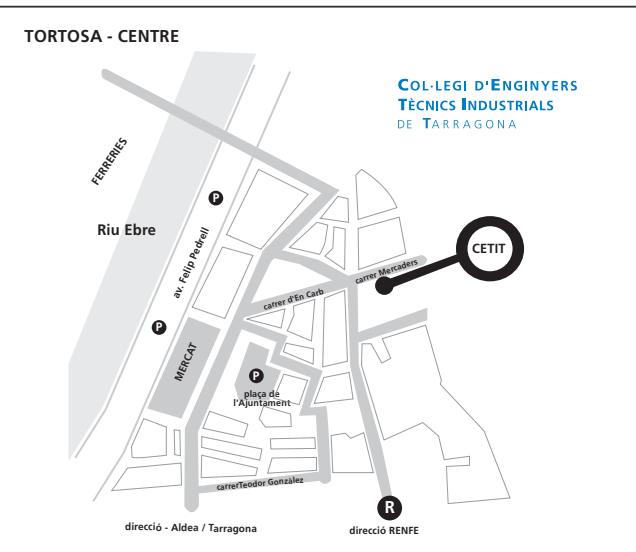 TORTOSA - CENTRE
COL·LEGI D'ENGINYERS
TÈCNICS INDUSTRIALS
DE TARRAGONA
FERRERIES
P
Riu Ebre
av. Felip Pedrell
CETIT
carrer Mercaders
carrer d'En Carb
P
MERCAT
P
plaça de
l'Ajuntament
carrerTeodor Gonzàlez
R
direcció - Aldea / Tarragona
direcció RENFE